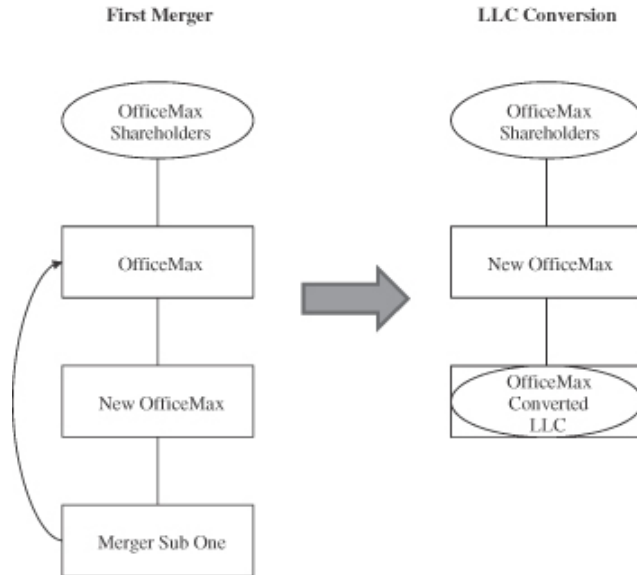 First Merger
OfficeMax
Shareholders
OfficeMax
New OfficeMax
Merger Sub One
LLC Conversion
OfficeMax
Shareholders
New OfficeMax
OfficeMax
Converted
LLC